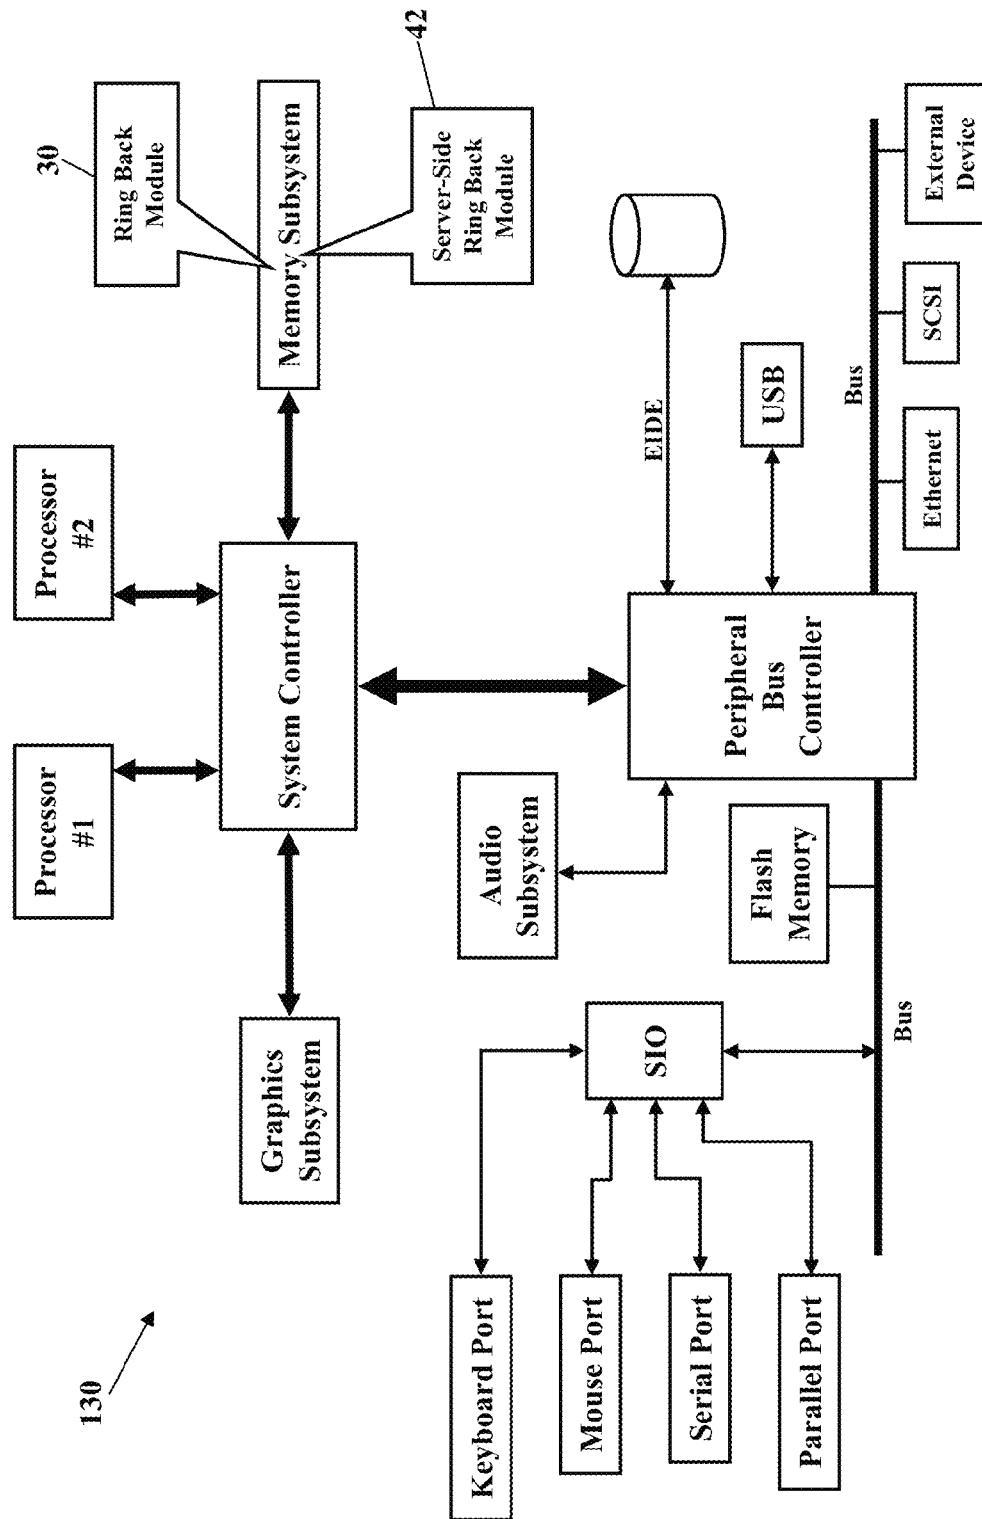 130
Processor
#1
Processor
#2
30
Ring Back
Module
Graphics
Subsystem
System Controller
Memory Subsystem
42
Server-Side
Ring Back
Module
Keyboard Port
Mouse Port
Serial Port
Parallel Port
SIO
Audio
Subsystem
Flash
Memory
Peripheral
Bus
Controller
EIDE
USB
Bus
Bus
Ethernet
SCSI
External
Device